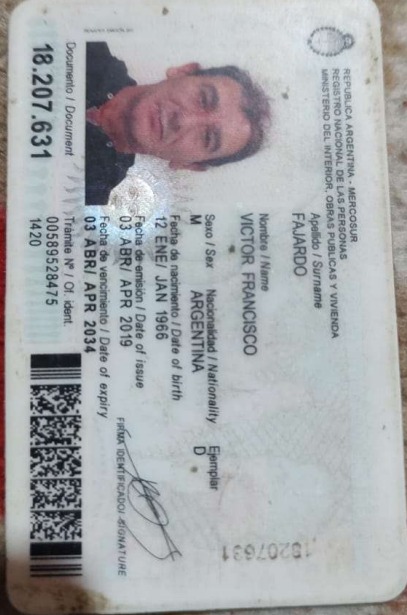 REPUBLICA ARGENTINA - MERCOSUR
REGISTRO NACIONAL DE LAS PERSONAS
MINISTERIO DEL INTERIOR, OBRAS PUBLICAS Y VIVIENDA
Apellido / Surname
FAJARDO
Nombre / Name
VICTOR FRANCISCO
Sexo / Sex
Nacionalidad / Nationality
Ejemplar
M
ARGENTINA
D
Fecha de nacimiento / Date of birth
12 ENE/ JAN 1966
Fecha de emisión / Date of issue
03 ABR/ APR 2019
Fecha de vencimiento / Date of expiry
03 ABR/ APR 2034
FIRMA IDENTIFICADO/ SIGNATURE
Documento / Document
18.207.631
Trámite Nº / Of. ident.
00589528475
1420
18207631